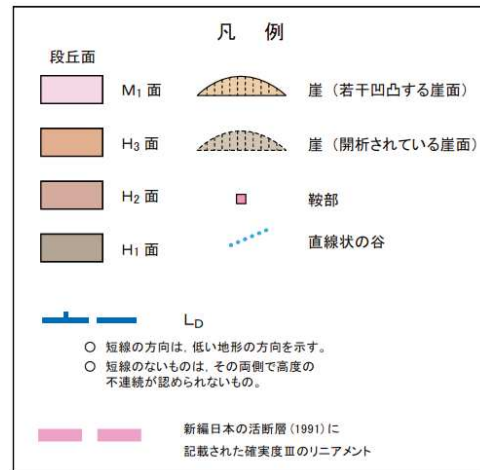 凡 例
段丘面
M1 面
崖 (若干凹凸する崖面)
H3 面
崖 (開析されている崖面)
H2 面
鞍部
H1 面
直線状の谷
LD
○ 短線の方向は, 低い地形の方向を示す。
○ 短線のないものは, その両側で高度の
不連続が認められないもの。
新編日本の活断層 (1991) に
記載された確実度Ⅲのリニアメント